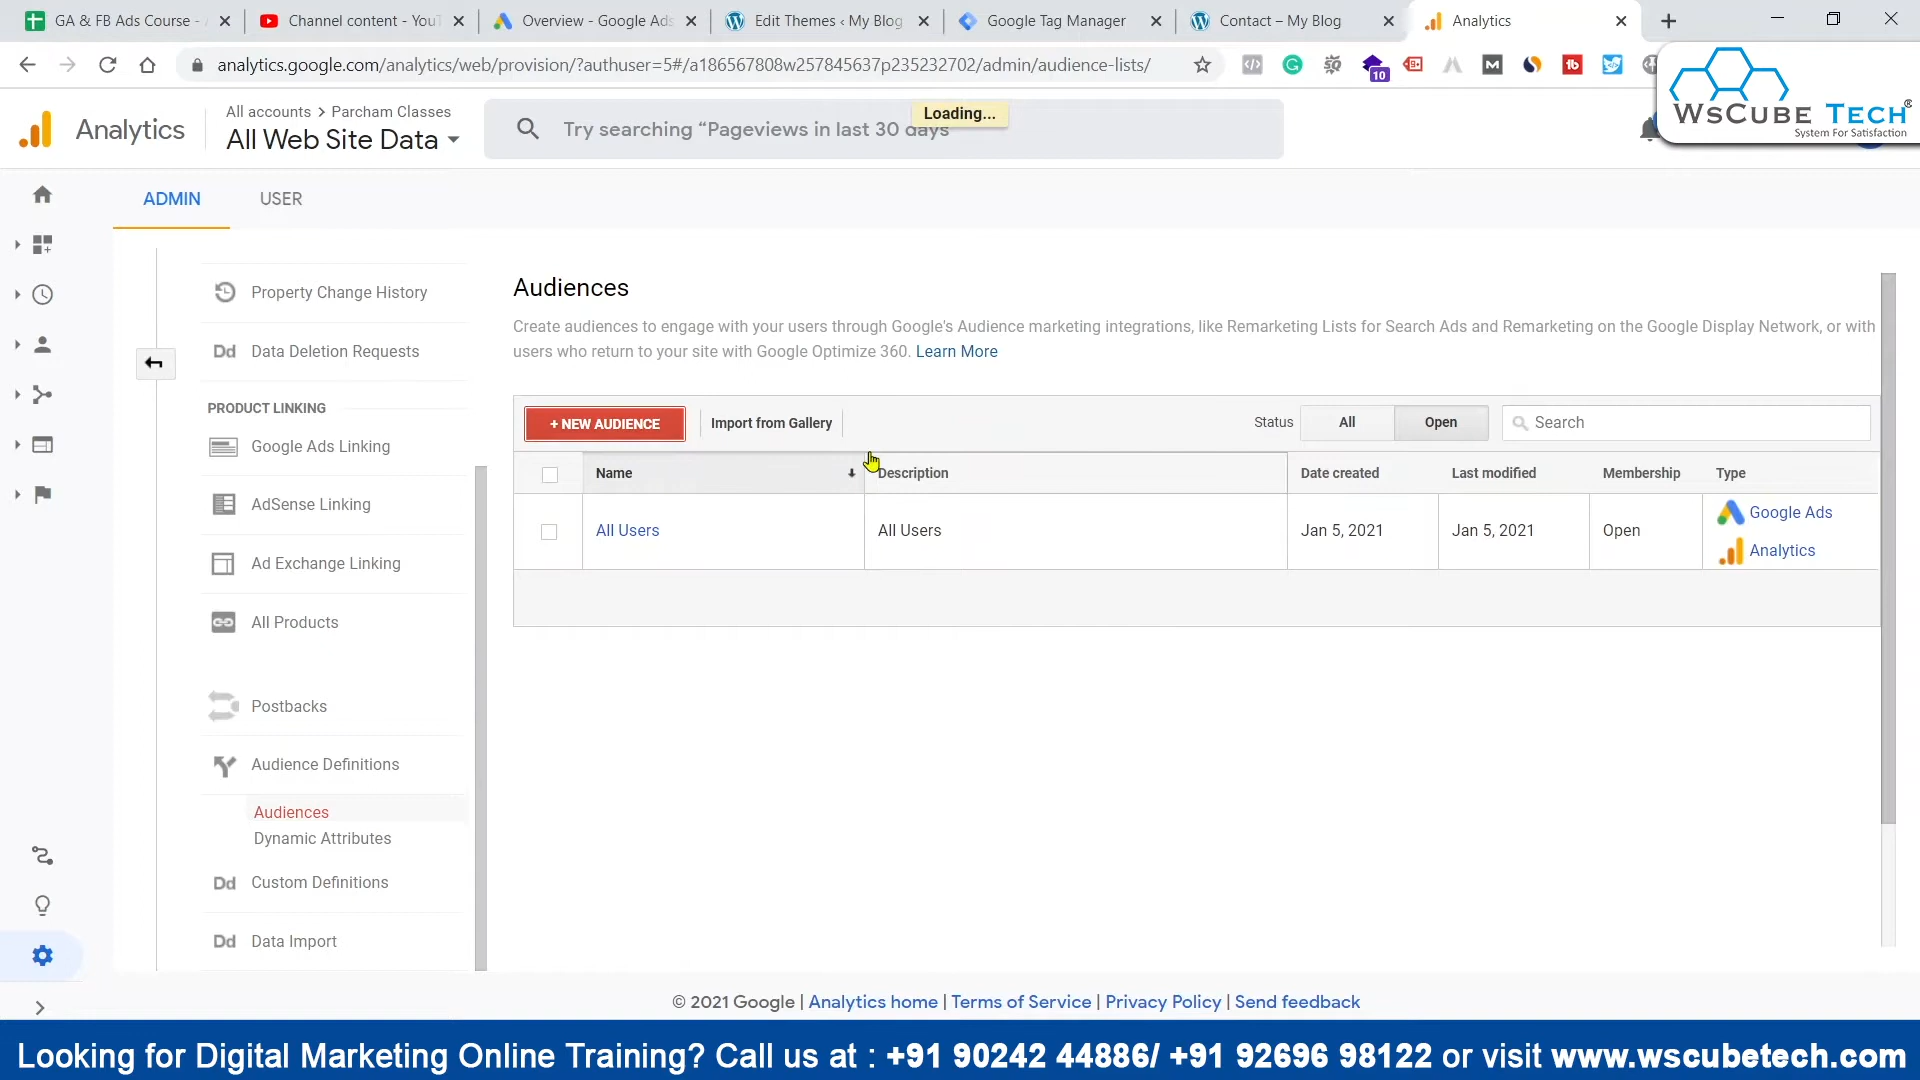 GA & FB Ads Course -
Channel content - YouT
Overview - Google Ads
Edit Themes ‹ My Blog
Google Tag Manager
Contact – My Blog
Analytics
analytics.google.com/analytics/web/provision/?authuser=5#/a186567808w257845637p235232702/admin/audience-lists/
10
WsCube Tech®
System For Satisfaction
Analytics
All accounts > Parcham Classes
All Web Site Data
Try searching “Pageviews in last 30 days
Loading...
ADMIN
USER
Property Change History
Dd Data Deletion Requests
PRODUCT LINKING
Google Ads Linking
AdSense Linking
Ad Exchange Linking
All Products
Postbacks
Audience Definitions
Audiences
Dynamic Attributes
Dd Custom Definitions
Dd Data Import
Audiences
Create audiences to engage with your users through Google's Audience marketing integrations, like Remarketing Lists for Search Ads and Remarketing on the Google Display Network, or with
users who return to your site with Google Optimize 360. Learn More
+ NEW AUDIENCE
Import from Gallery
Status All Open Search
Name Description Date created Last modified Membership Type
All Users All Users Jan 5, 2021 Jan 5, 2021 Open Google Ads
Analytics
© 2021 Google | Analytics home | Terms of Service | Privacy Policy | Send feedback
Looking for Digital Marketing Online Training? Call us at : +91 90242 44886/ +91 92696 98122 or visit www.wscubetech.com